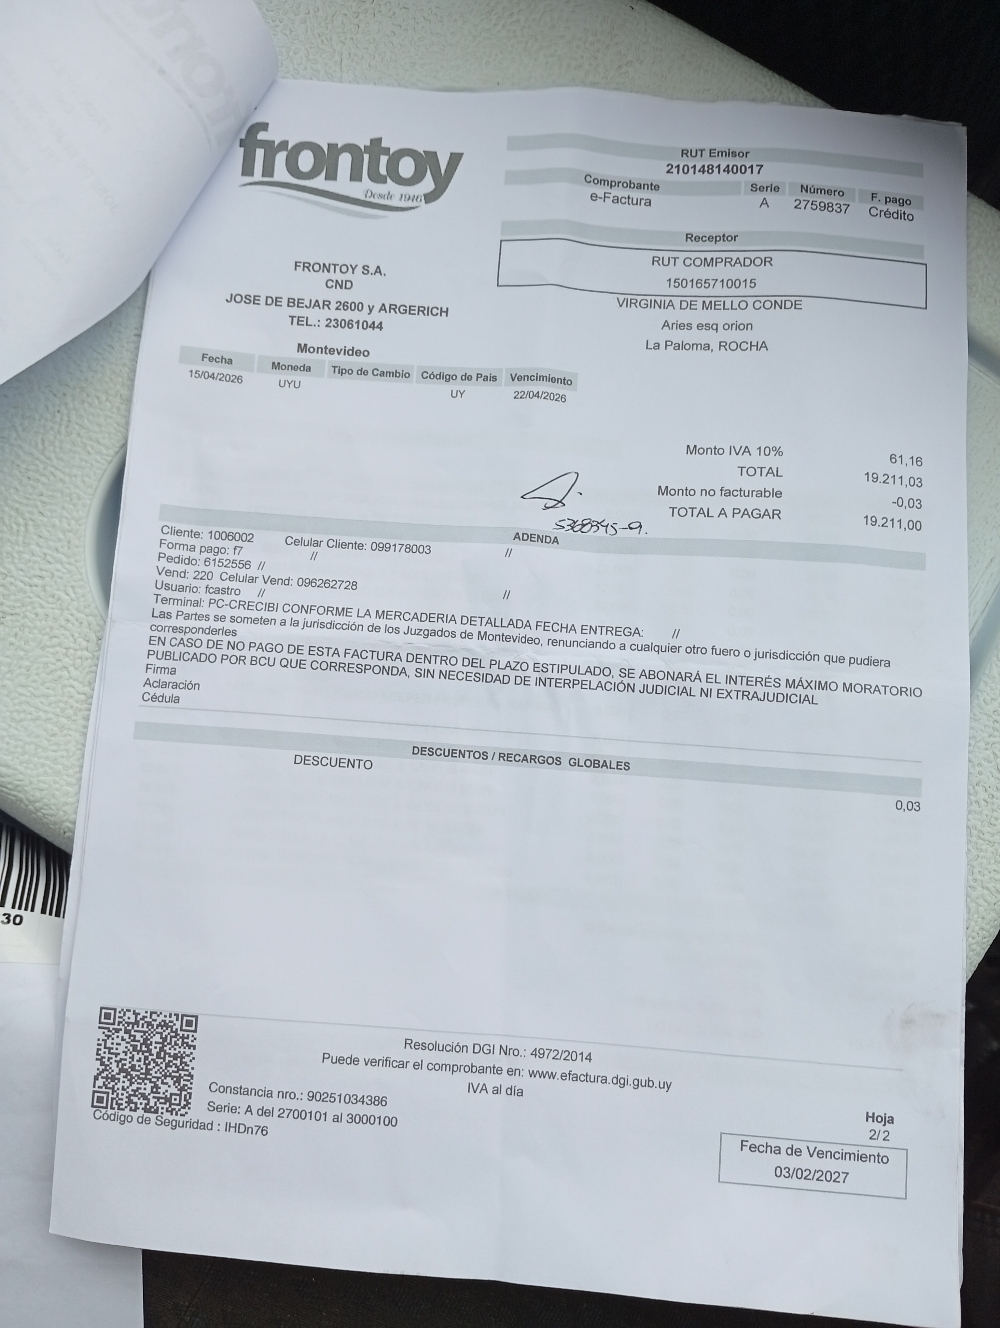 frontoy
Desde 1946
RUT Emisor
210148140017
Comprobante Serie Número F. pago
e-Factura A 2759837 Crédito
Receptor
RUT COMPRADOR
150165710015
VIRGINIA DE MELLO CONDE
Aries esq orion
La Paloma, ROCHA
FRONTOY S.A.
CND
JOSE DE BEJAR 2600 y ARGERICH
TEL.: 23061044
Montevideo
Fecha Moneda Tipo de Cambio Código de Pais Vencimiento
15/04/2026 UYU UY 22/04/2026
Monto IVA 10% 61,16
TOTAL 19.211,03
Monto no facturable -0,03
TOTAL A PAGAR 19.211,00
5368345-9.
ADENDA
Cliente: 1006002 Celular Cliente: 099178003 //
Forma pago: f7 //
Pedido: 6152556 //
Vend: 220 Celular Vend: 096262728
Usuario: fcastro // //
Terminal: PC-CRECIBI CONFORME LA MERCADERIA DETALLADA FECHA ENTREGA: //
Las Partes se someten a la jurisdicción de los Juzgados de Montevideo, renunciando a cualquier otro fuero o jurisdicción que pudiera
corresponderles
EN CASO DE NO PAGO DE ESTA FACTURA DENTRO DEL PLAZO ESTIPULADO, SE ABONARÁ EL INTERÉS MÁXIMO MORATORIO
PUBLICADO POR BCU QUE CORRESPONDA, SIN NECESIDAD DE INTERPELACIÓN JUDICIAL NI EXTRAJUDICIAL
Firma
Aclaración
Cédula
DESCUENTOS / RECARGOS GLOBALES
DESCUENTO 0,03
Resolución DGI Nro.: 4972/2014
Puede verificar el comprobante en: www.efactura.dgi.gub.uy
IVA al día
Constancia nro.: 90251034386
Serie: A del 2700101 al 3000100
Código de Seguridad : IHDn76
Hoja
2/2
Fecha de Vencimiento
03/02/2027
30